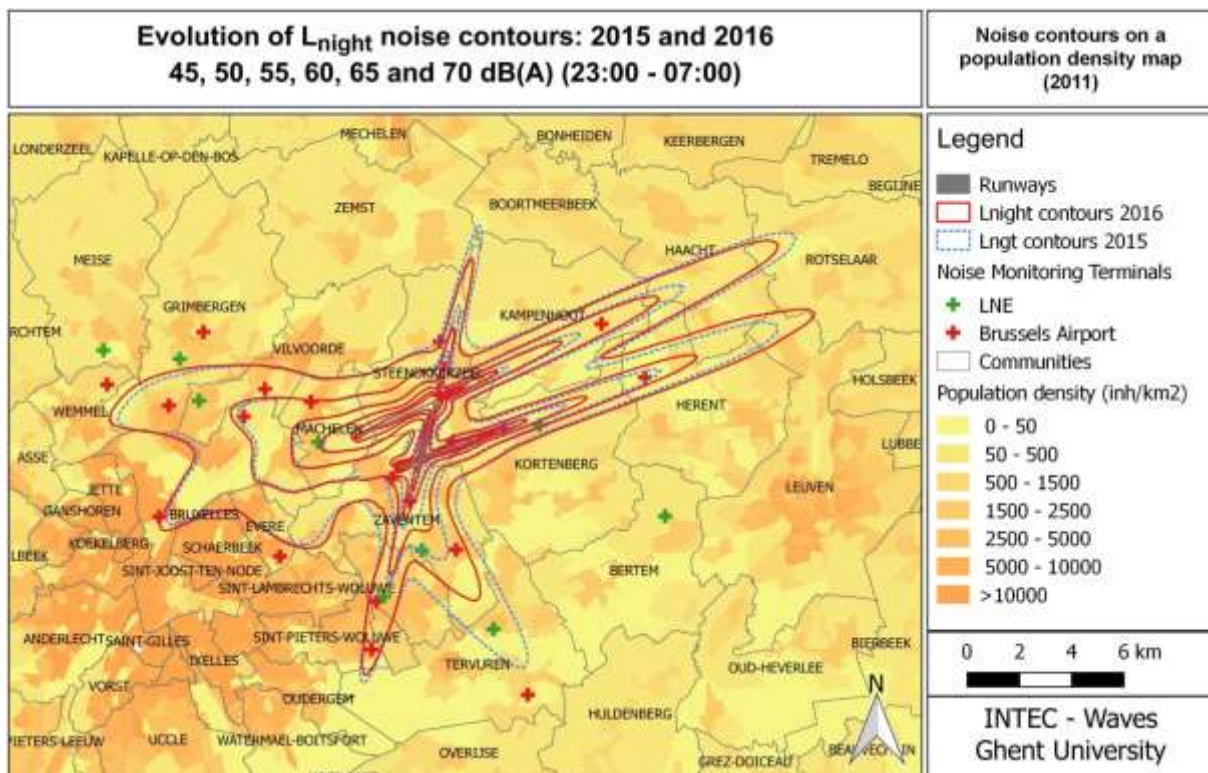 Evolution of Lnight noise contours: 2015 and 2016
45, 50, 55, 60, 65 and 70 dB(A) (23:00 - 07:00)
Noise contours on a
population density map
(2011)
MECHELEN
BONHEIDEN
KEERBERGEN
LONDERZEEL
KAPELLE-OP-DEN-BOS
TREMELO
BEGIJNE
ZEMST
BOORTMEERBEEK
HAACHT
ROTSELAAR
MEISE
GRIMBERGEN
KAMPENHOUT
RCHTEM
VILVOORDE
STEENOKKERZEEL
HOLSBEEK
WEMMEL
HERENT
MACHELEN
LUBBE
ASSE
KORTENBERG
JETTE
LEUVEN
GANSHOREN
BRUXELLES
EVERE
ZAVENTEM
KOEKELBERG
SCHAERBEEK
LBEEK
SINT-JOOST-TEN-NODE
BERTEM
SINT-LAMBRECHTS-WOLUWE
ANDERLECHT
SAINT-GILLES
SINT-PIETERS-WOLUWE
BIERBEEK
IXELLES
TERVUREN
OUD-HEVERLEE
VORST
OUDERGEM
HULDENBERG
N
PIETERS-LEEUW
UCCLE
WATERMAEL-BOITSFORT
OVERIJSE
GREZ-DOICEAU
Legend
Runways
Lnight contours 2016
Lngt contours 2015
Noise Monitoring Terminals
LNE
Brussels Airport
Communities
Population density (inh/km2)
0 - 50
50 - 500
500 - 1500
1500 - 2500
2500 - 5000
5000 - 10000
>10000
0 2 4 6 km
INTEC - Waves
Ghent University